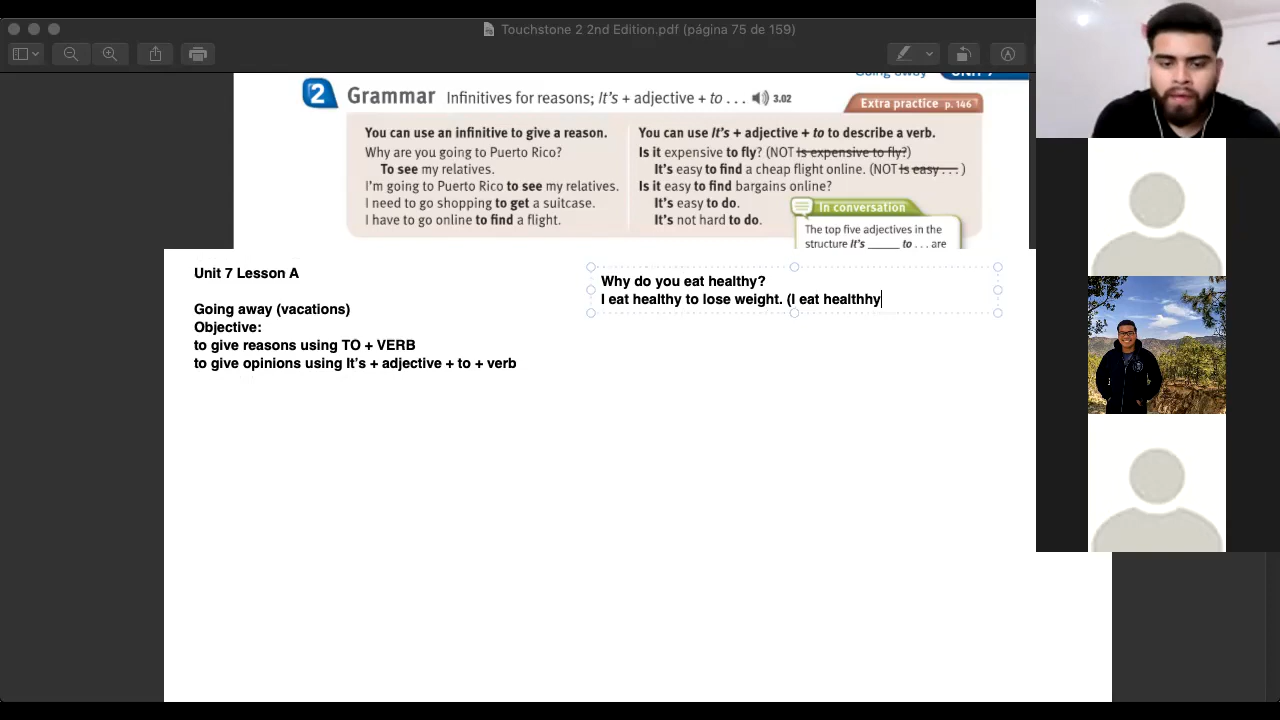 Touchstone 2 2nd Edition.pdf (página 75 de 159)
Going away
2 Grammar Infinitives for reasons; It's + adjective + to . . . 3.02
Extra practice p. 146
You can use an infinitive to give a reason.
Why are you going to Puerto Rico?
To see my relatives.
I'm going to Puerto Rico to see my relatives.
I need to go shopping to get a suitcase.
I have to go online to find a flight.
You can use It's + adjective + to to describe a verb.
Is it expensive to fly? (NOT Is expensive to fly?)
It's easy to find a cheap flight online. (NOT Is easy . . . )
Is it easy to find bargains online?
It's easy to do.
It's not hard to do.
In conversation
The top five adjectives in the
structure It's ______ to . . . are
Unit 7 Lesson A
Going away (vacations)
Objective:
to give reasons using TO + VERB
to give opinions using It's + adjective + to + verb
Why do you eat healthy?
I eat healthy to lose weight. (I eat healthhy